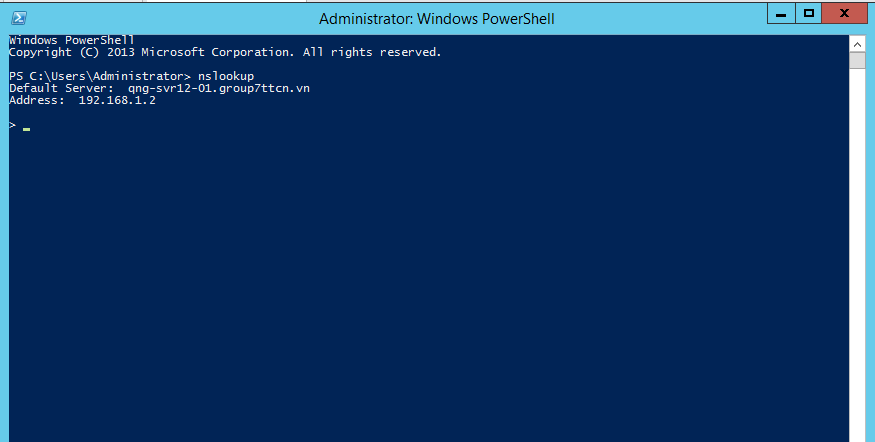 Administrator: Windows PowerShell
Windows PowerShell
Copyright (C) 2013 Microsoft Corporation. All rights reserved.
PS C:\Users\Administrator> nslookup
Default Server:  qng-svr12-01.group7ttcn.vn
Address:  192.168.1.2
>